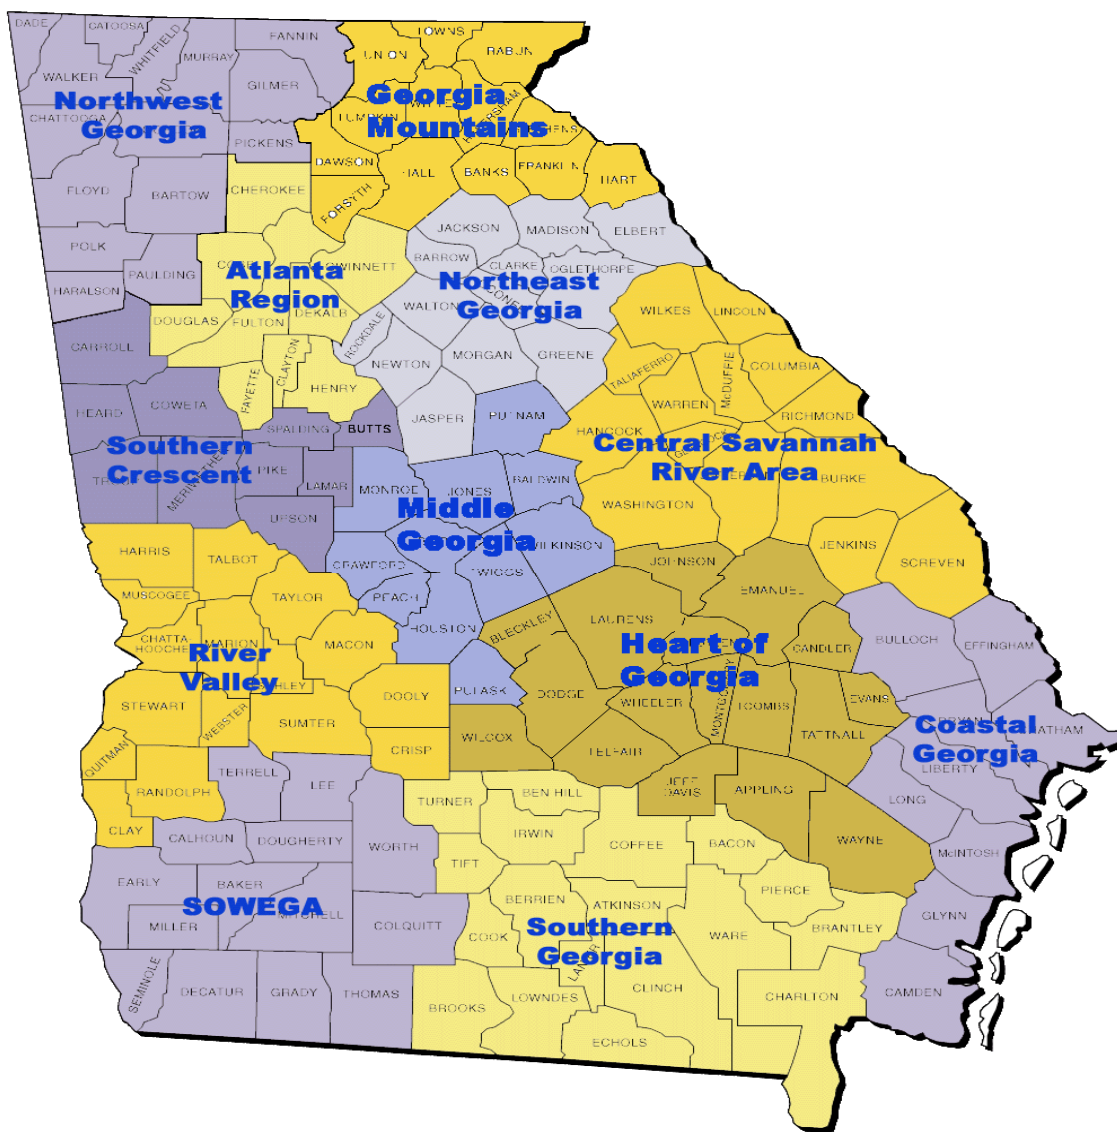 DADE
CATOOSA
WHITFIELD
MURRAY
FANNIN
TOWNS
UNION
RABUN
WALKER
GILMER
Northwest
Georgia
Georgia
Mountains
CHATTOOGA
PICKENS
DAWSON
BANKS
FRANKLIN
HART
FLOYD
BARTOW
CHEROKEE
FORSYTH
JACKSON
MADISON
ELBERT
POLK
PAULDING
HARALSON
Atlanta
Region
BARROW
CLARKE
OGLETHORPE
Northeast
Georgia
WALTON
DOUGLAS
FULTON
DEKALB
ROCKDALE
WILKES
LINCOLN
CARROLL
CLAYTON
FAYETTE
HENRY
NEWTON
MORGAN
GREENE
TALIAFERRO
McDUFFIE
COLUMBIA
HEARD
COWETA
SPALDING
BUTTS
JASPER
PUTNAM
HANCOCK
WARREN
RICHMOND
Southern
Crescent
PIKE
LAMAR
Central Savannah
River Area
MONROE
JONES
BALDWIN
WASHINGTON
BURKE
UPSON
Middle
Georgia
WILKINSON
HARRIS
TALBOT
CRAWFORD
TWIGGS
JOHNSON
JENKINS
SCREVEN
MUSCOGEE
TAYLOR
PEACH
EMANUEL
CHATTA-
HOOCHEE
MARION
MACON
HOUSTON
BLECKLEY
LAURENS
CANDLER
BULLOCH
EFFINGHAM
River
Valley
Heart of
Georgia
STEWART
WEBSTER
SUMTER
DOOLY
PULASKI
DODGE
WHEELER
MONTGOMERY
TOOMBS
TATTNALL
EVANS
Coastal
Georgia
QUITMAN
CRISP
WILCOX
TELFAIR
RANDOLPH
TERRELL
LEE
TURNER
BEN HILL
JEFF
DAVIS
APPLING
LIBERTY
LONG
CLAY
CALHOUN
DOUGHERTY
WORTH
IRWIN
COFFEE
BACON
WAYNE
McINTOSH
TIFT
EARLY
BAKER
MITCHELL
SOWEGA
MILLER
COLQUITT
BERRIEN
ATKINSON
PIERCE
BRANTLEY
GLYNN
COOK
Southern
Georgia
WARE
SEMINOLE
DECATUR
GRADY
THOMAS
BROOKS
LOWNDES
CLINCH
CHARLTON
CAMDEN
ECHOLS